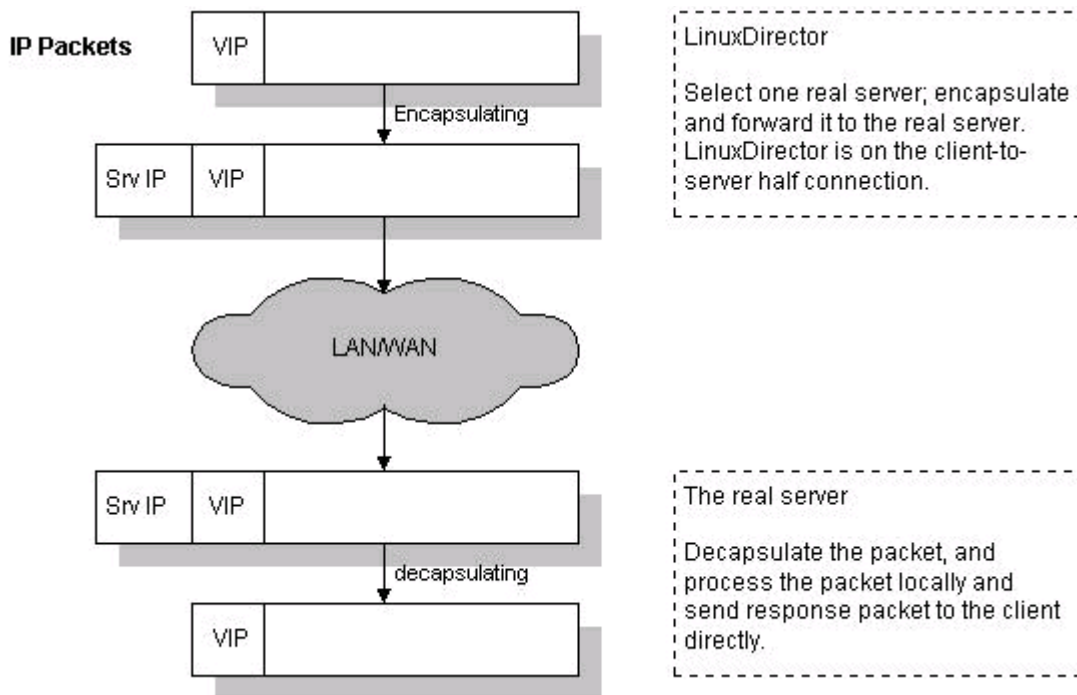 IP Packets
VIP
Encapsulating
Srv IP VIP
LAN/WAN
Srv IP VIP
decapsulating
VIP
LinuxDirector
Select one real server; encapsulate
and forward it to the real server.
LinuxDirector is on the client-to-
server half connection.
The real server
Decapsulate the packet, and
process the packet locally and
send response packet to the client
directly.